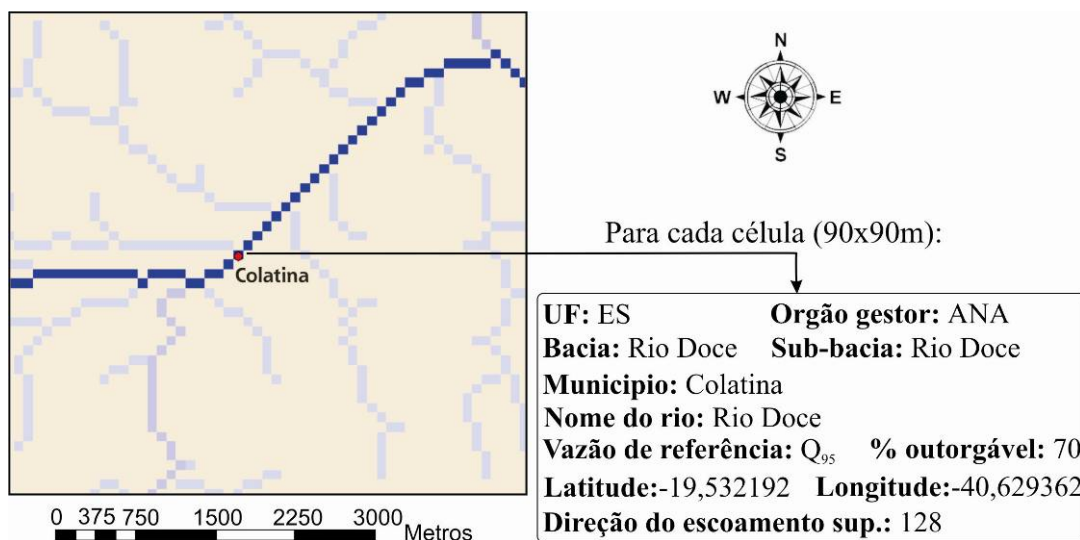 N
W E
S
Para cada célula (90x90m):
Colatina
UF: ES Orgão gestor: ANA
Bacia: Rio Doce Sub-bacia: Rio Doce
Municipio: Colatina
Nome do rio: Rio Doce
Vazão de referência: Q₉₅ % outorgável: 70
Latitude:-19,532192 Longitude:-40,629362
Direção do escoamento sup.: 128
0 375 750 1500 2250 3000 Metros